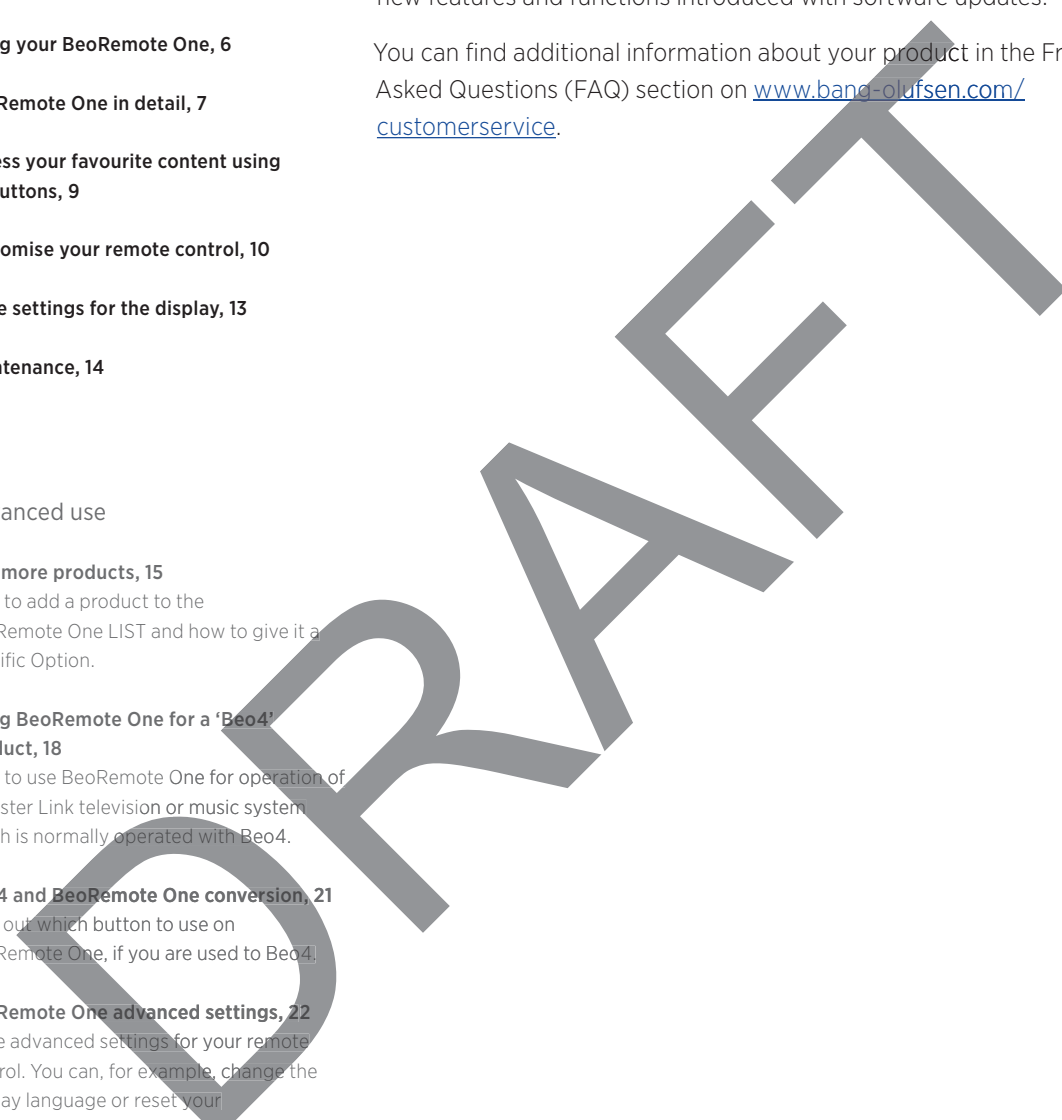 g your BeoRemote One, 6
Remote One in detail, 7
ess your favourite content using
uttons, 9
omise your remote control, 10
e settings for the display, 13
ntenance, 14
anced use
more products, 15
to add a product to the
Remote One LIST and how to give it a
ific Option.
g BeoRemote One for a ‘Beo4’
duct, 18
to use BeoRemote One for operation of
ster Link television or music system
h is normally operated with Beo4.
4 and BeoRemote One conversion, 21
out which button to use on
Remote One, if you are used to Beo4.
Remote One advanced settings, 22
e advanced settings for your remote
rol. You can, for example, change the
ay language or reset your
new features and functions introduced with software updates.
You can find additional information about your product in the Fr
Asked Questions (FAQ) section on www.bang-olufsen.com/
customerservice.
DRAFT